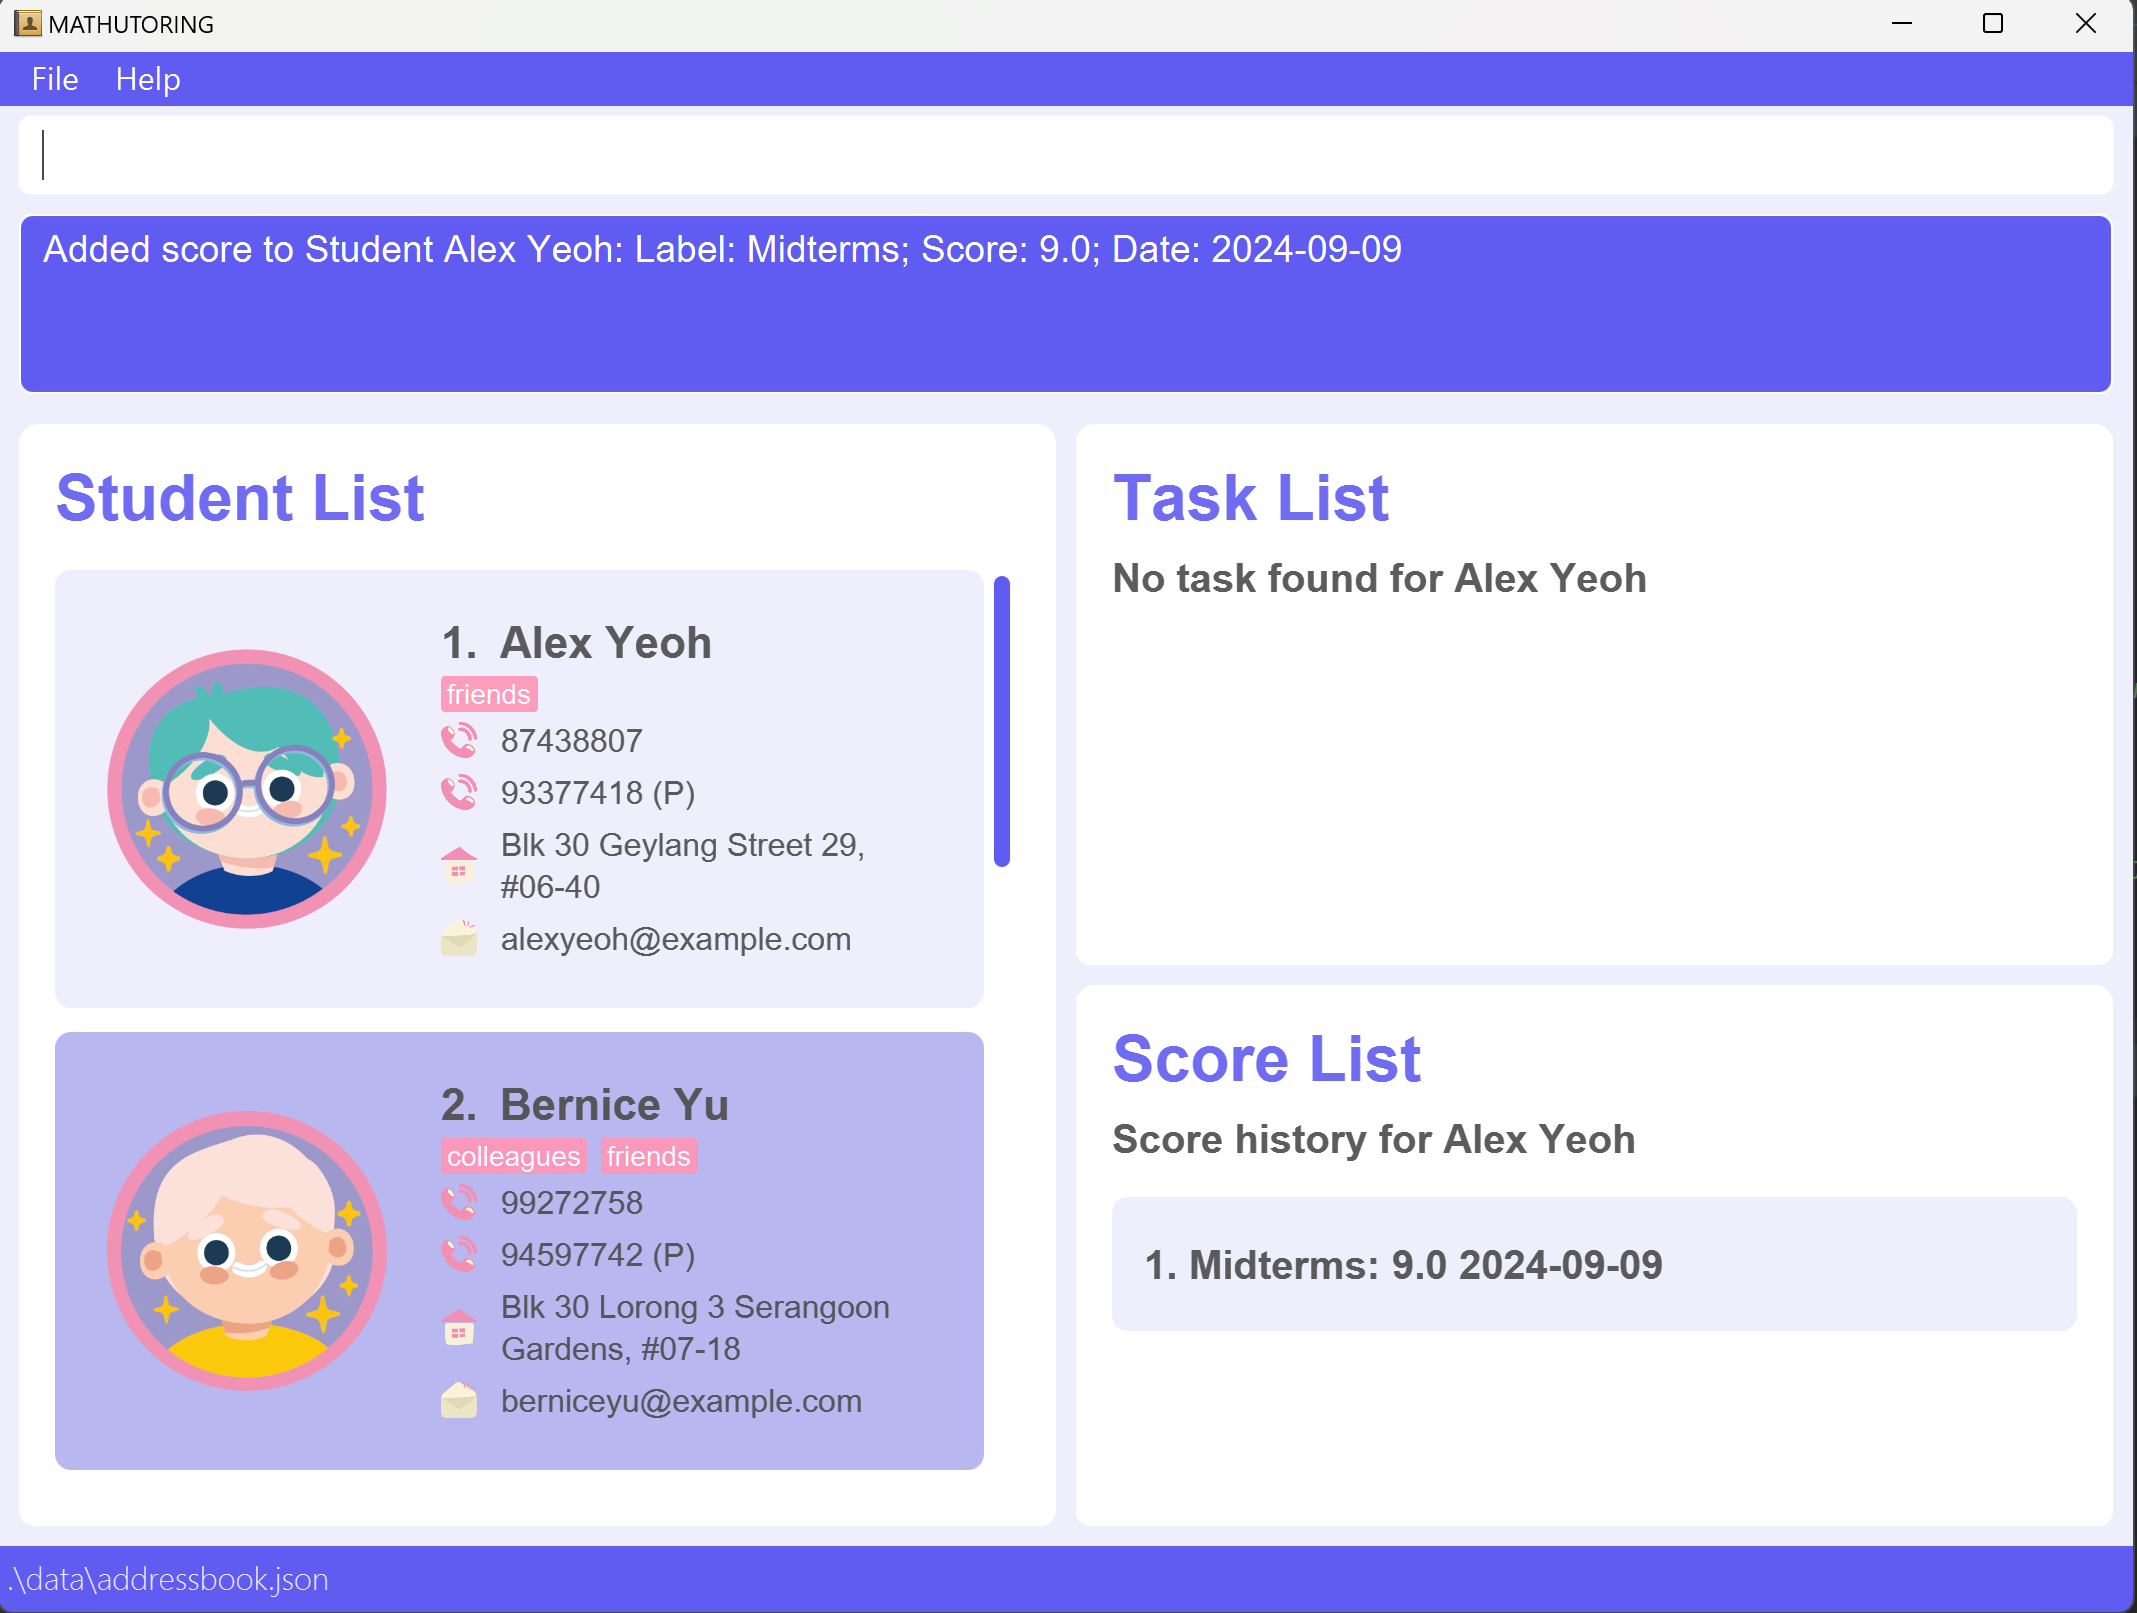 MATHUTORING
File Help
Added score to Student Alex Yeoh: Label: Midterms; Score: 9.0; Date: 2024-09-09
Student List
1. Alex Yeoh
friends
87438807
93377418 (P)
Blk 30 Geylang Street 29,
#06-40
alexyeoh@example.com
2. Bernice Yu
colleagues friends
99272758
94597742 (P)
Blk 30 Lorong 3 Serangoon
Gardens, #07-18
berniceyu@example.com
Task List
No task found for Alex Yeoh
Score List
Score history for Alex Yeoh
1. Midterms: 9.0 2024-09-09
.\data\addressbook.json